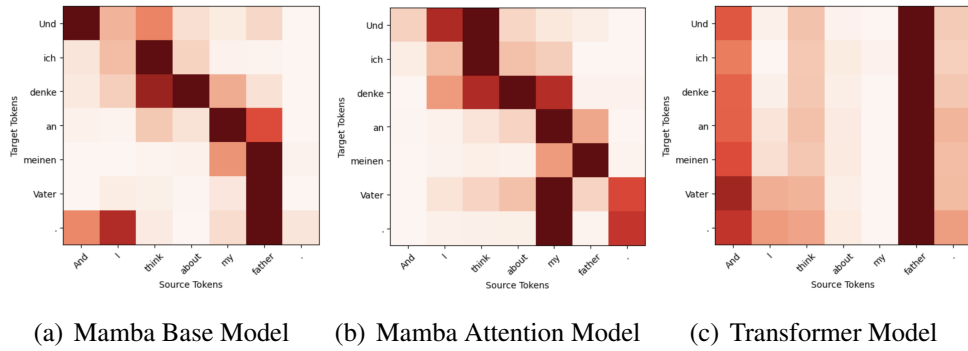 Target Tokens
Und
ich
denke
an
meinen
Vater
.
And
I
think
about
my
father
.
Source Tokens
(a) Mamba Base Model
Target Tokens
Und
ich
denke
an
meinen
Vater
.
And
I
think
about
my
father
.
Source Tokens
(b) Mamba Attention Model
Target Tokens
Und
ich
denke
an
meinen
Vater
.
And
I
think
about
my
father
.
Source Tokens
(c) Transformer Model